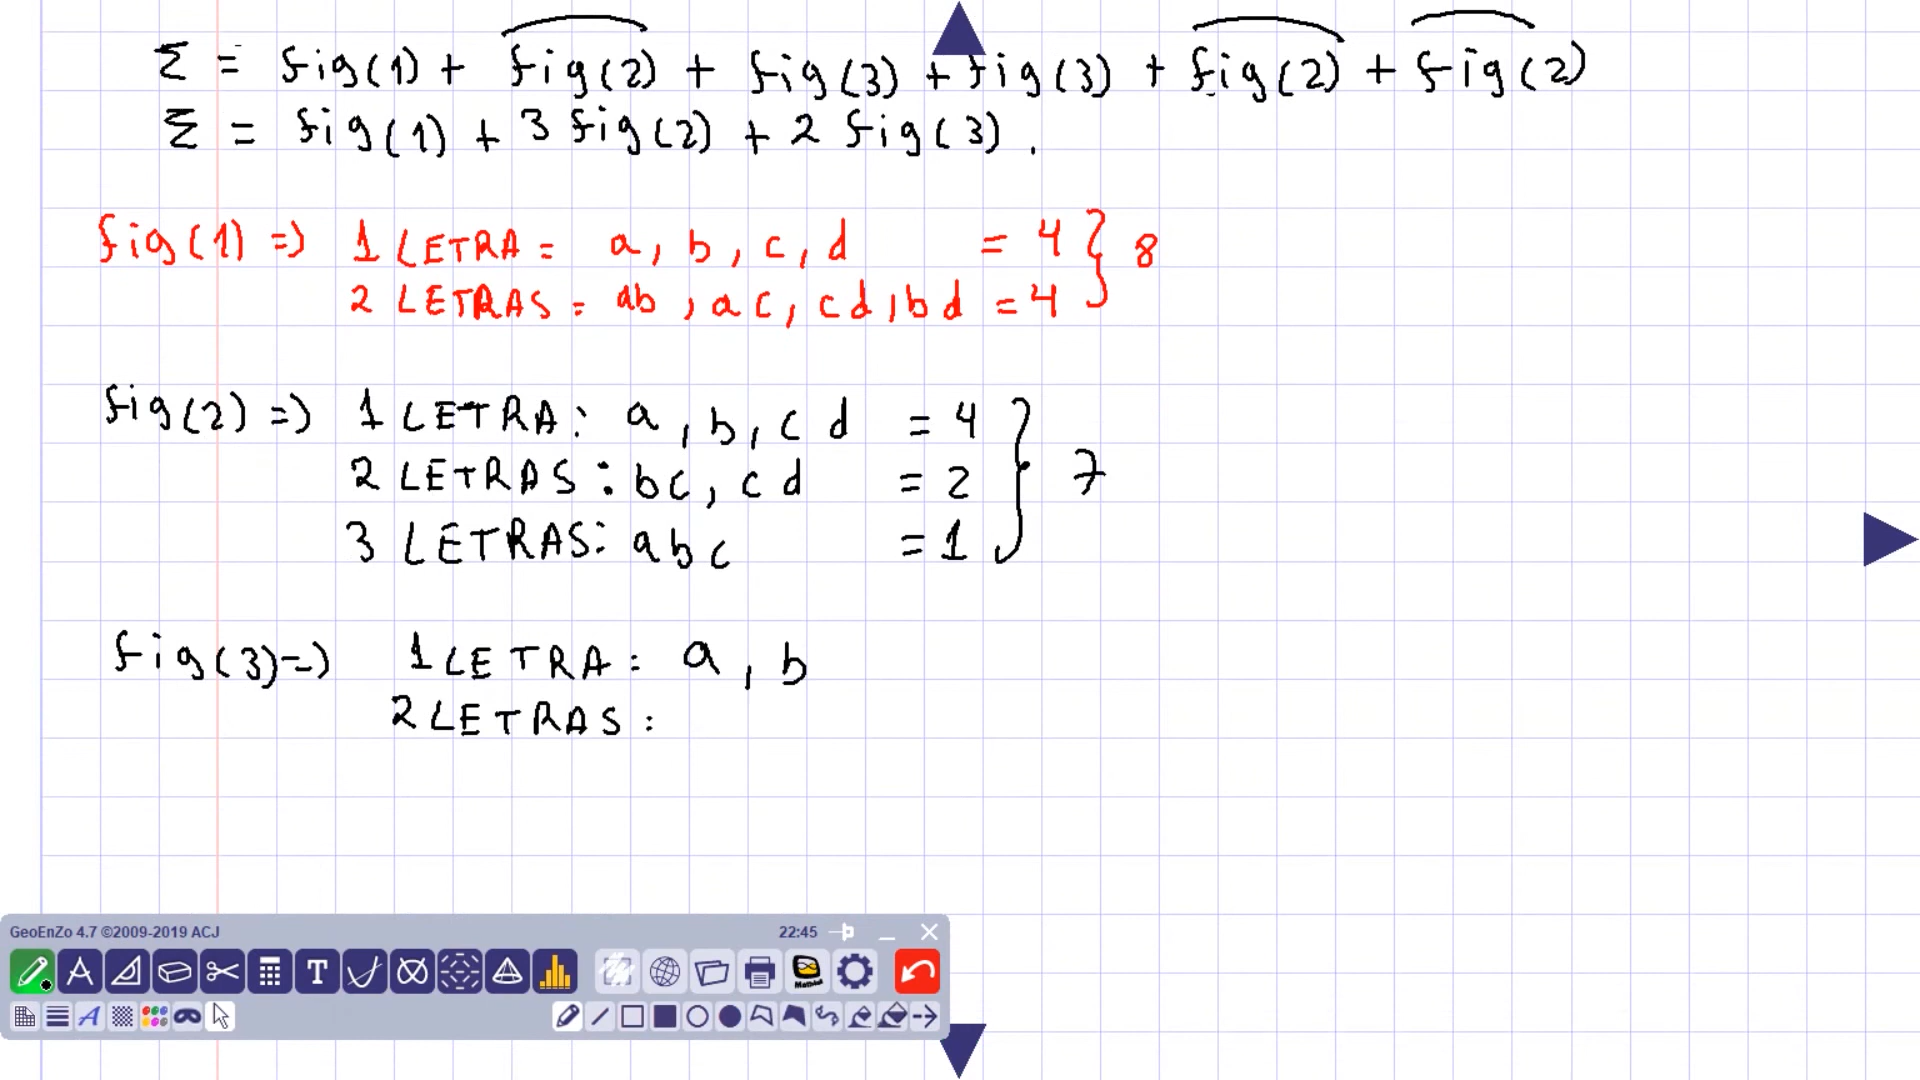 Σ = fig(1) + fig(2) + fig(3) + fig(3) + fig(2) + fig(2)
Σ = fig(1) + 3 fig(2) + 2 fig(3).
fig(1) => 1 LETRA = a, b, c, d = 4 } 8
2 LETRAS = ab, ac, cd, bd = 4
fig(2) => 1 LETRA: a, b, c d = 4
2 LETRAS: bc, cd = 2 } 7
3 LETRAS: abc = 1
fig(3) => 1 LETRA: a, b
2 LETRAS:
GeoEnZo 4.7 ©2009-2019 ACJ 22:45